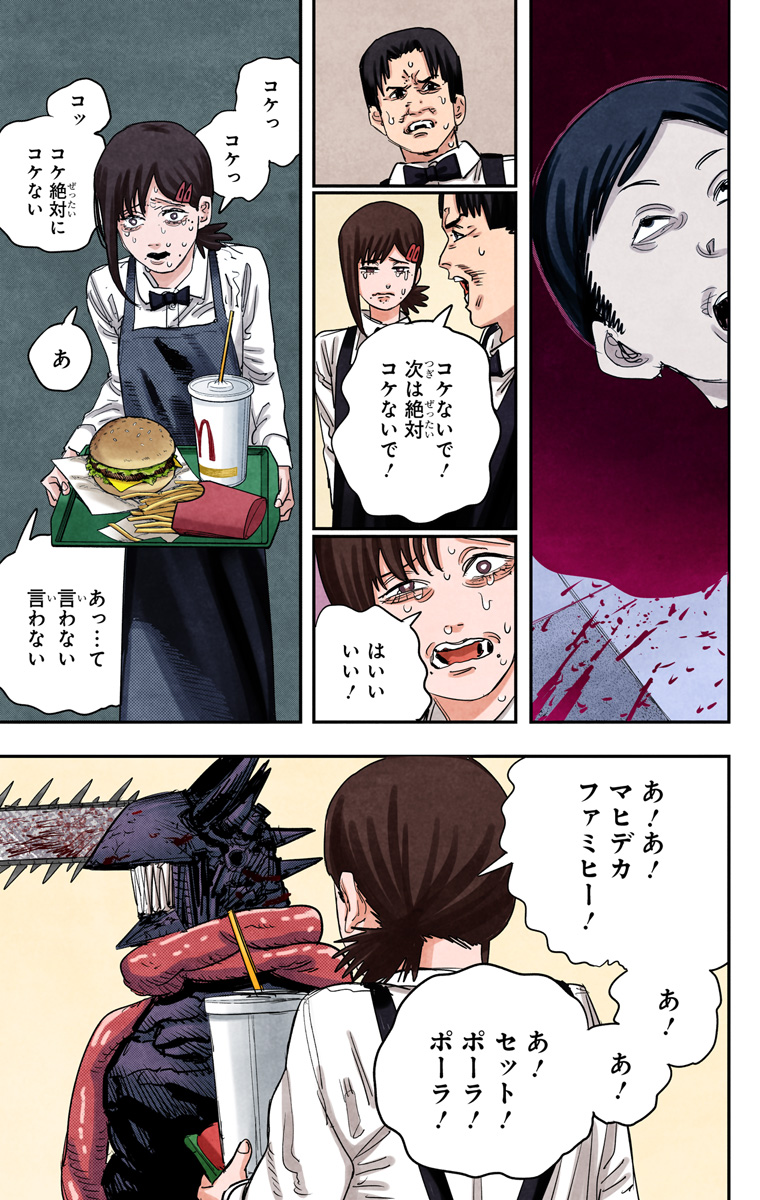 コケないで！
次は絶対
コケないで！
はいい
いい！
コケっ
コケっ
コッ
コケ絶対に
コケない
あ
あっ…て
言わない
言わない
あ！あ！
マヒデカ
ファミヒー！
あ！
あ！
あ！
セット！
ポーラ！
ポーラ！